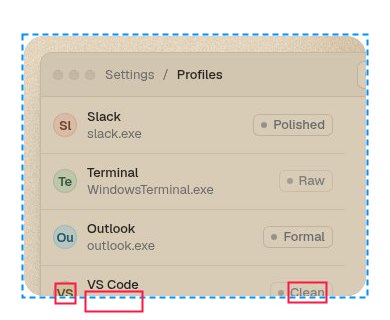 Settings / Profiles
Sl
Slack
slack.exe
Polished
Te
Terminal
WindowsTerminal.exe
Raw
Ou
Outlook
outlook.exe
Formal
VS
VS Code
Clean